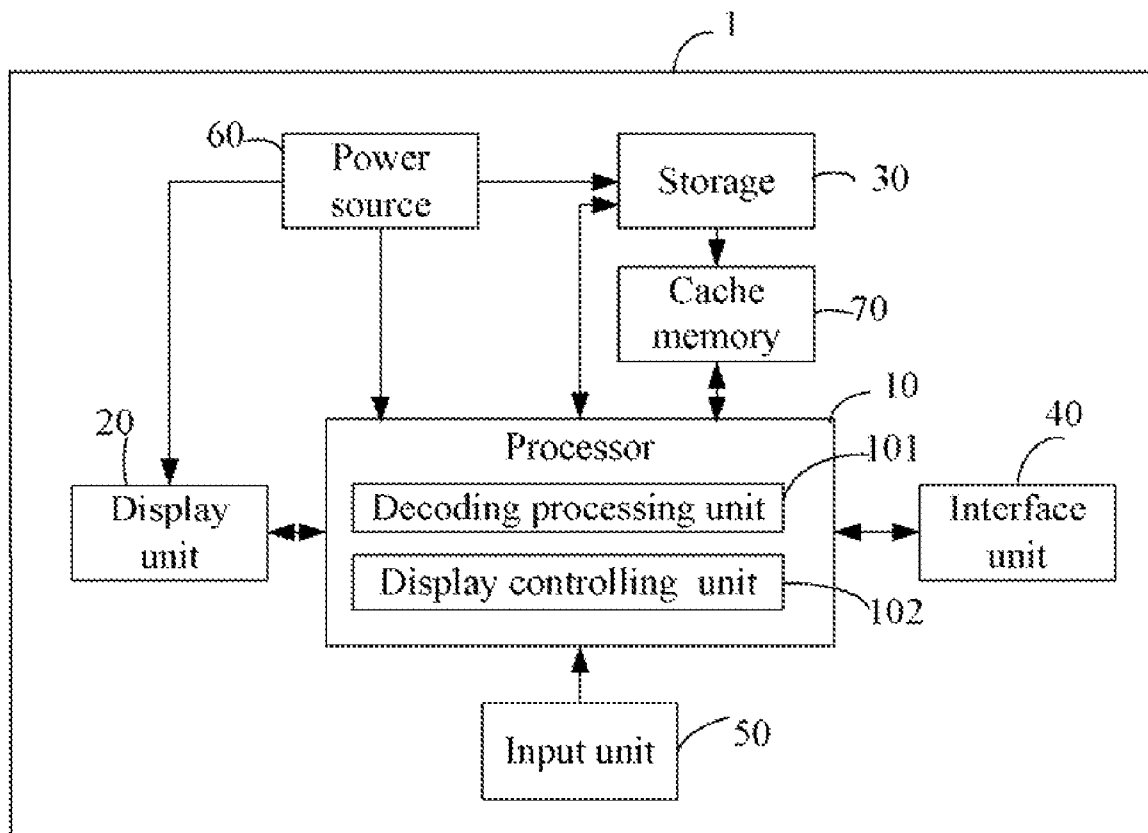 1
60
Power
source
Storage
30
Cache
memory
70
10
Processor
101
20
40
Display
unit
Decoding processing unit
Interface
unit
Display controlling unit
102
Input unit
50